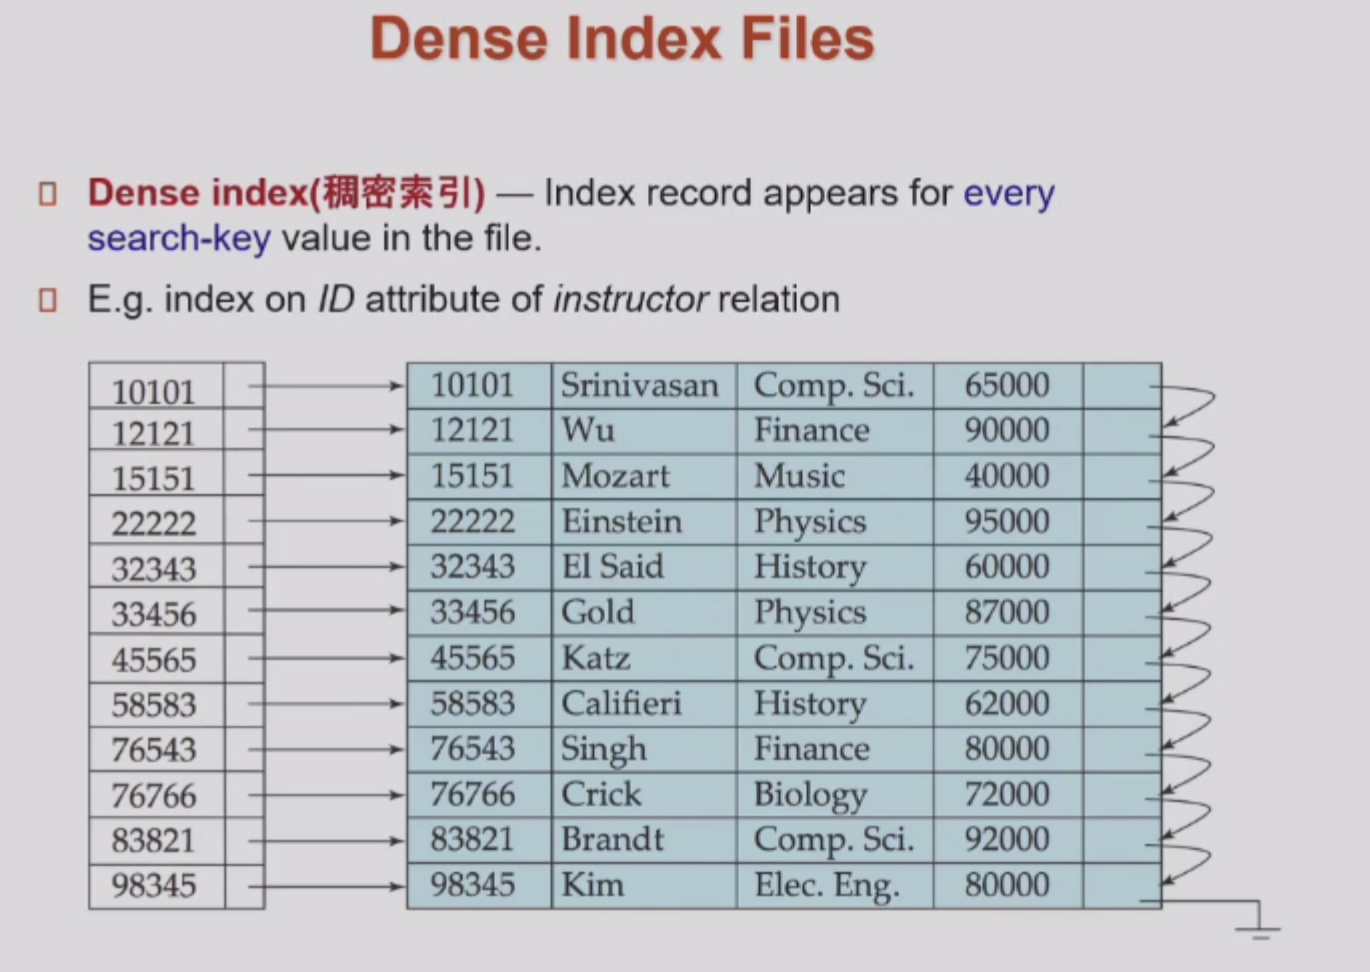 Dense Index Files
Dense index(稠密索引) — Index record appears for every
search-key value in the file.
E.g. index on ID attribute of instructor relation
10101 10101 Srinivasan Comp. Sci. 65000
12121 12121 Wu Finance 90000
15151 15151 Mozart Music 40000
22222 22222 Einstein Physics 95000
32343 32343 El Said History 60000
33456 33456 Gold Physics 87000
45565 45565 Katz Comp. Sci. 75000
58583 58583 Califieri History 62000
76543 76543 Singh Finance 80000
76766 76766 Crick Biology 72000
83821 83821 Brandt Comp. Sci. 92000
98345 98345 Kim Elec. Eng. 80000